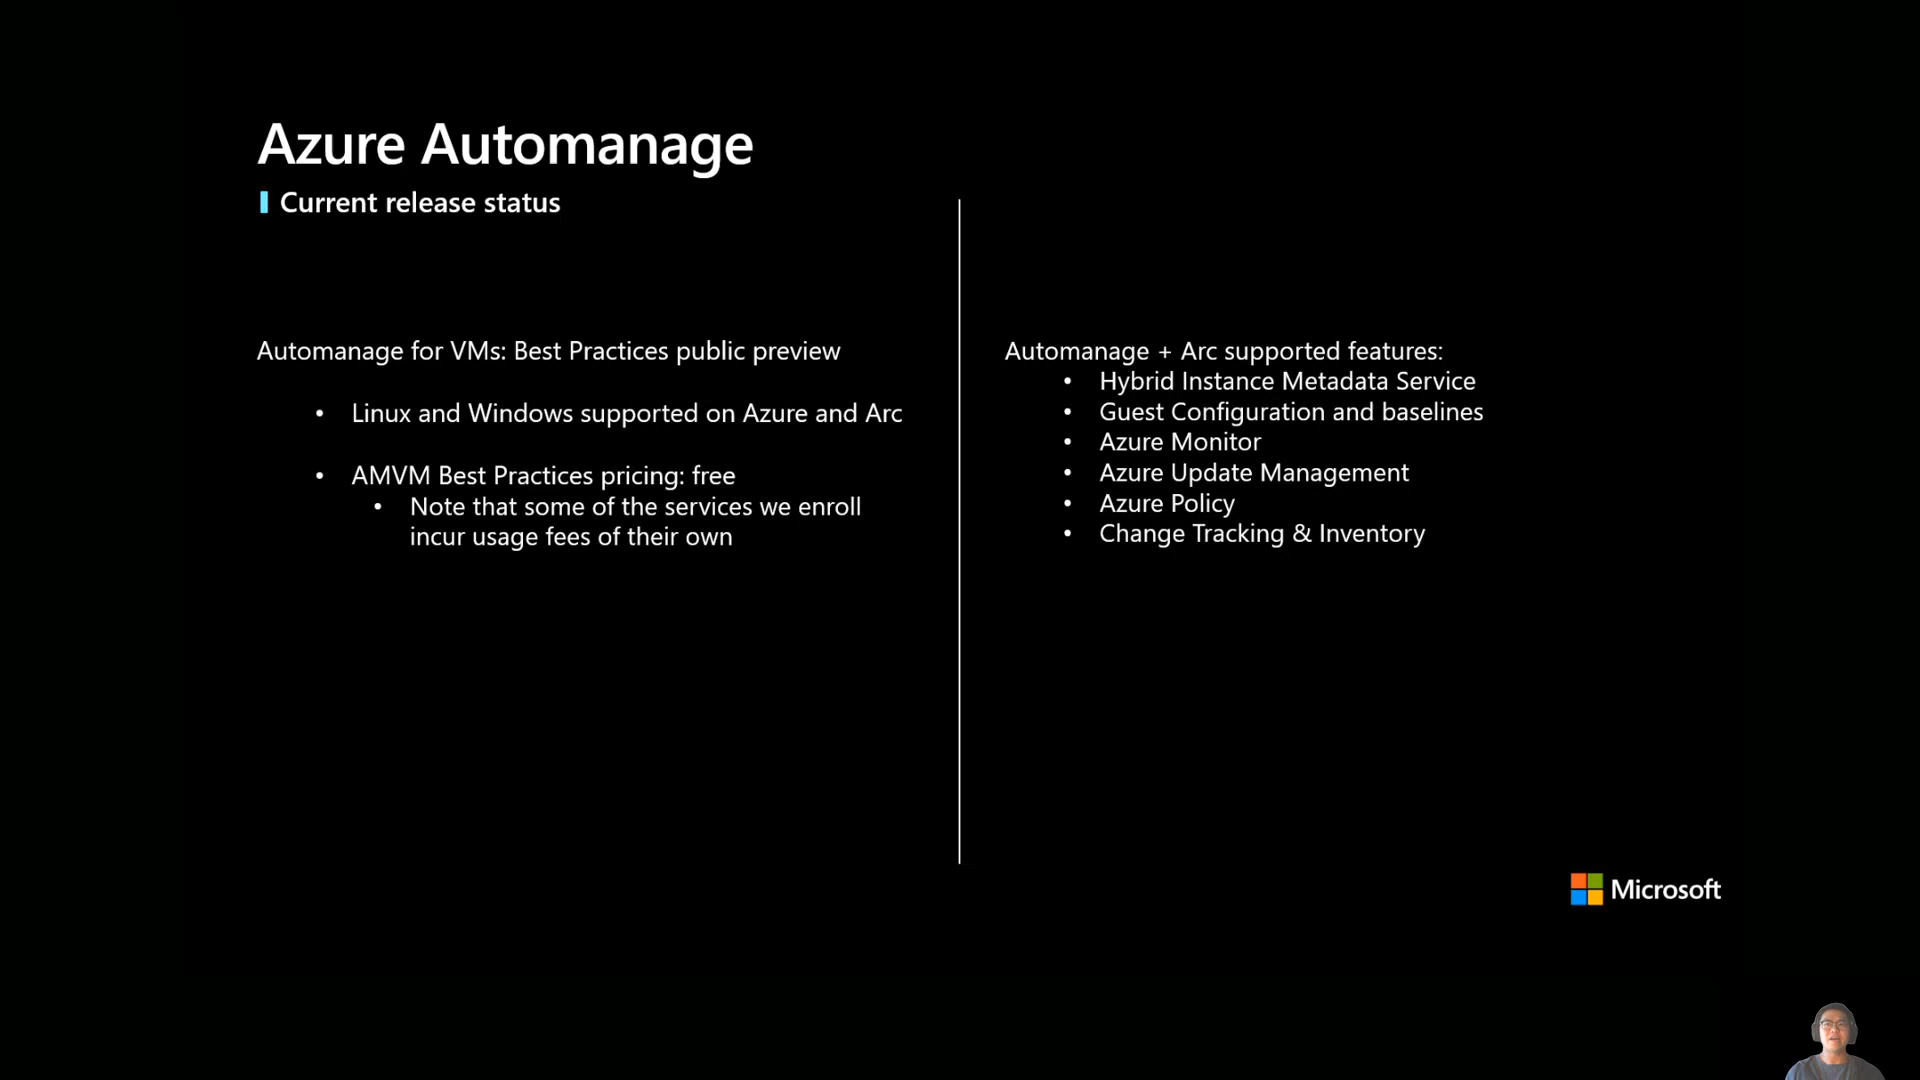 Azure Automanage
Current release status
Automanage for VMs: Best Practices public preview
• Linux and Windows supported on Azure and Arc
• AMVM Best Practices pricing: free
• Note that some of the services we enroll
incur usage fees of their own
Automanage + Arc supported features:
• Hybrid Instance Metadata Service
• Guest Configuration and baselines
• Azure Monitor
• Azure Update Management
• Azure Policy
• Change Tracking & Inventory
Microsoft